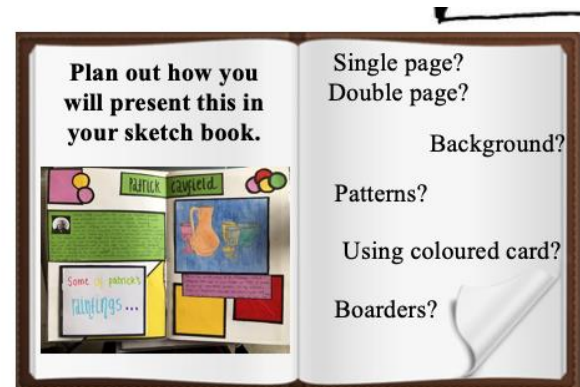 Plan out how you
will present this in
your sketch book.
Patrick caulfield
Some of patricks
paintings...
Single page?
Double page?
Background?
Patterns?
Using coloured card?
Boarders?